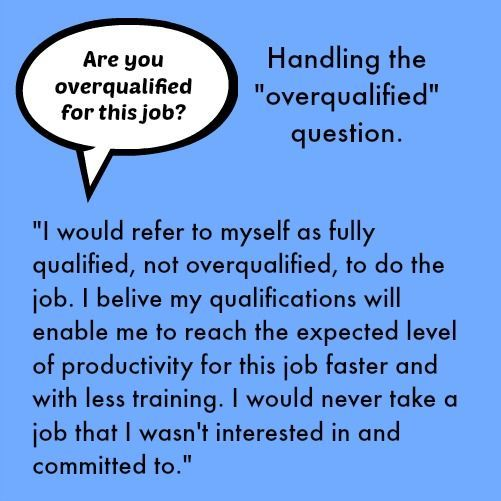 Are you
overqualified
for this job?
Handling the
"overqualified"
question.
"I would refer to myself as fully
qualified, not overqualified, to do the
job. I belive my qualifications will
enable me to reach the expected level
of productivity for this job faster and
with less training. I would never take a
job that I wasn't interested in and
committed to."